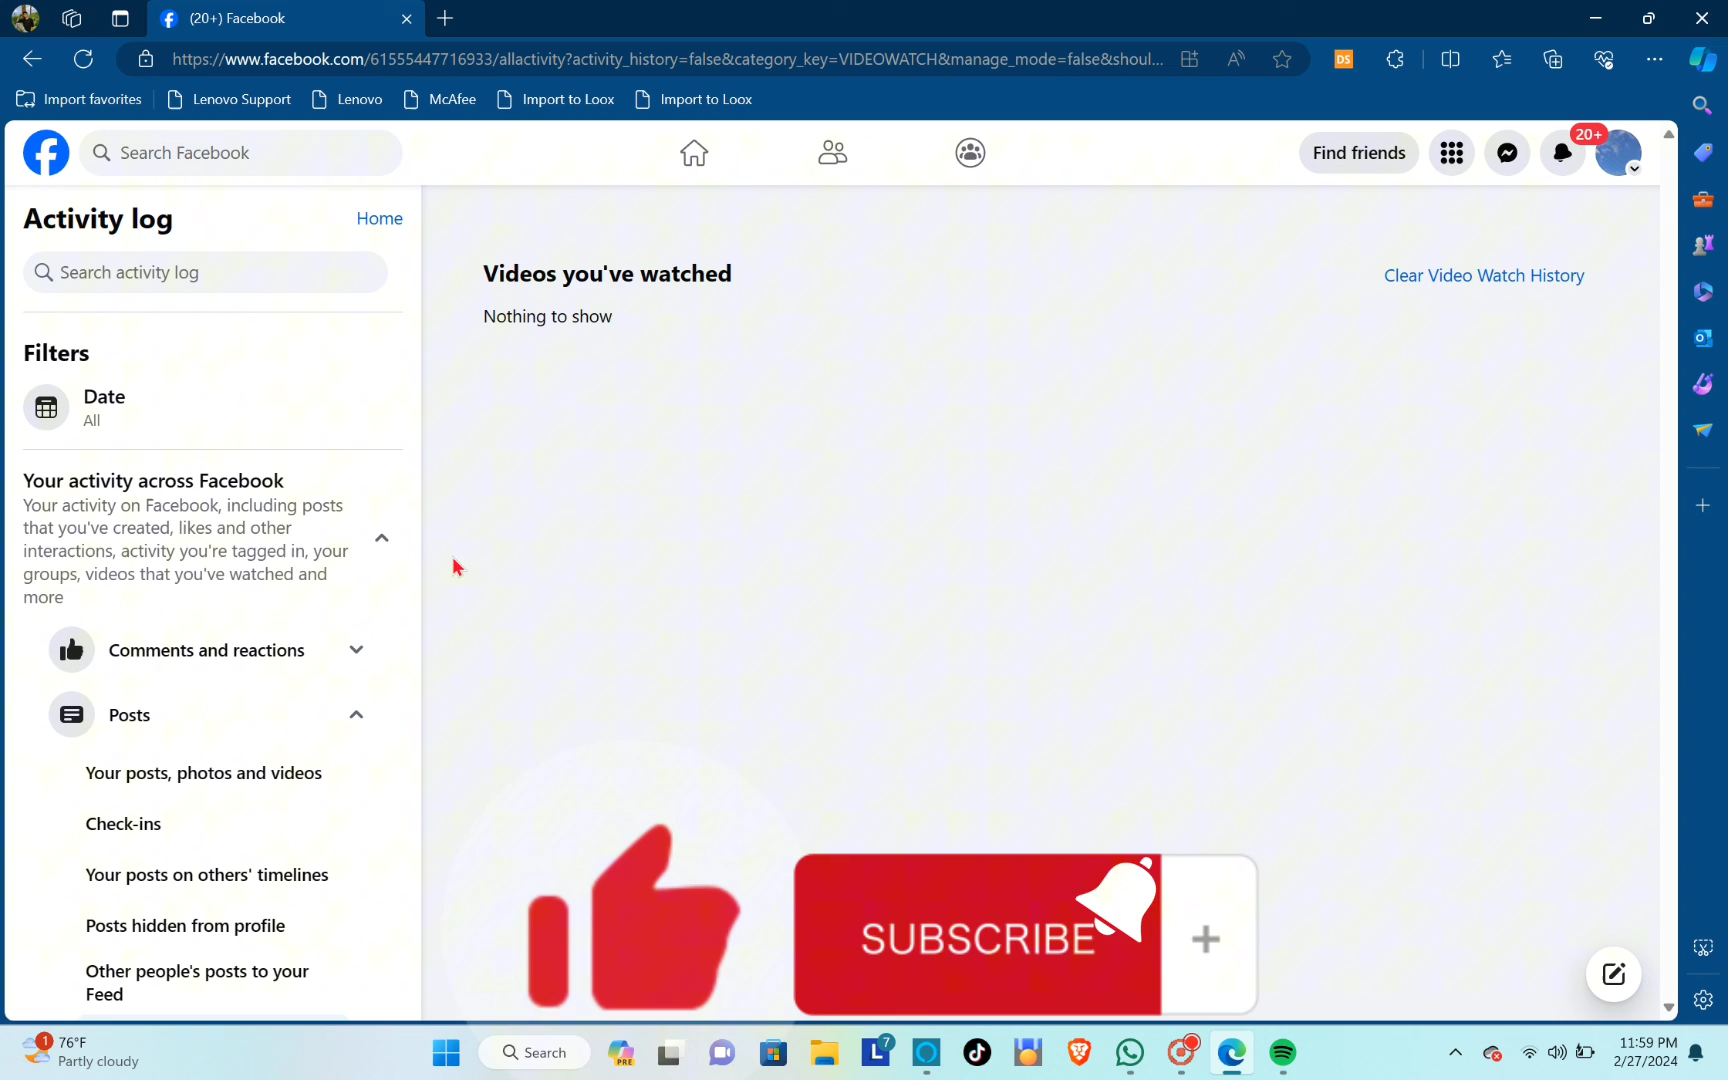 (20+) Facebook
https://www.facebook.com/61555447716933/allactivity?activity_history=false&category_key=VIDEOWATCH&manage_mode=false&shoul...
DS
Import favorites
Lenovo Support
Lenovo
McAfee
Import to Loox
Import to Loox
Search Facebook
Find friends
20+
Activity log
Home
Search activity log
Videos you've watched
Clear Video Watch History
Nothing to show
Filters
Date
All
Your activity across Facebook
Your activity on Facebook, including posts
that you've created, likes and other
interactions, activity you're tagged in, your
groups, videos that you've watched and
more
Comments and reactions
Posts
Your posts, photos and videos
Check-ins
Your posts on others' timelines
Posts hidden from profile
Other people's posts to your
Feed
SUBSCRIBE
+
1
76°F
Partly cloudy
Search
PRE
L
7
11:59 PM
2/27/2024